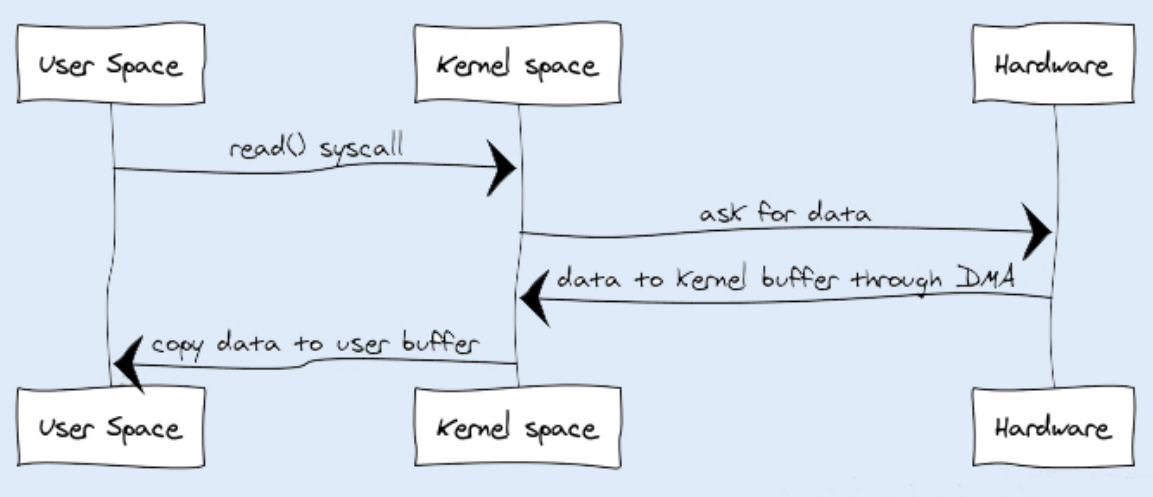 User Space
Kernel space
Hardware
read() syscall
ask for data
data to kernel buffer through DMA
copy data to user buffer
User Space
Kernel space
Hardware